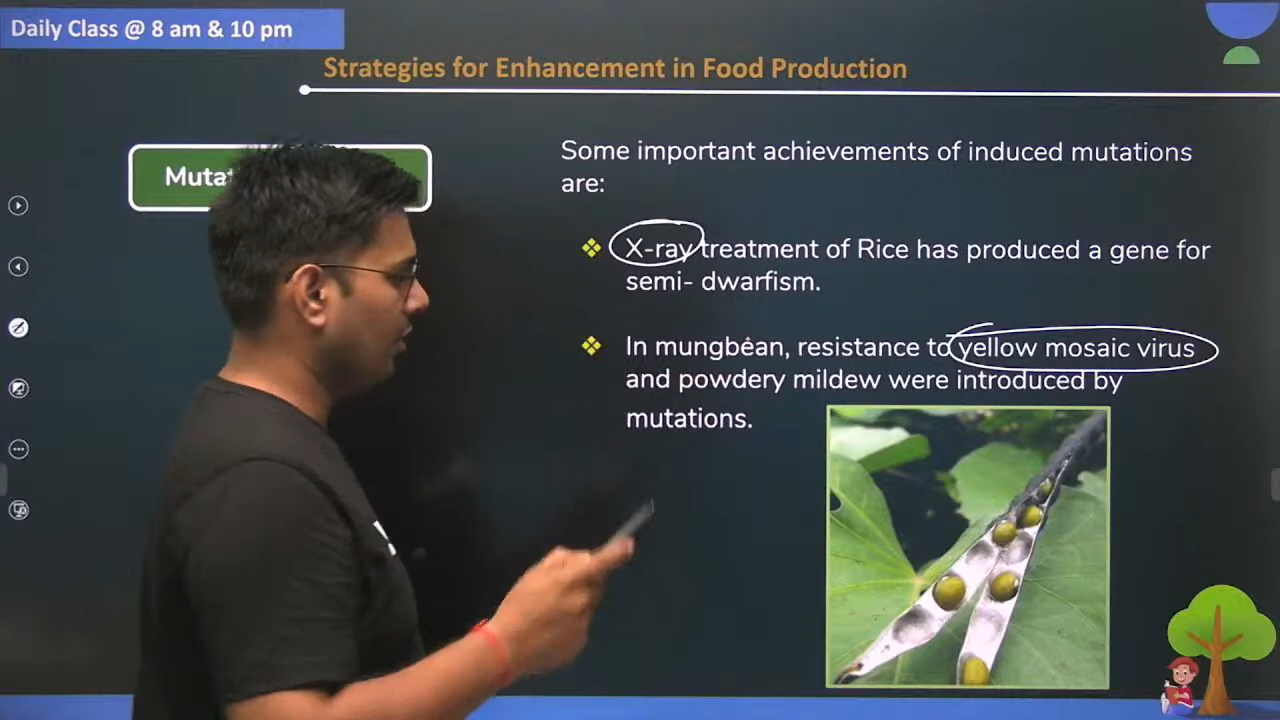 Daily Class @ 8 am & 10 pm
Strategies for Enhancement in Food Production
Some important achievements of induced mutations
are:
X-ray treatment of Rice has produced a gene for
semi- dwarfism.
In mungbean, resistance to yellow mosaic virus
and powdery mildew were introduced by
mutations.